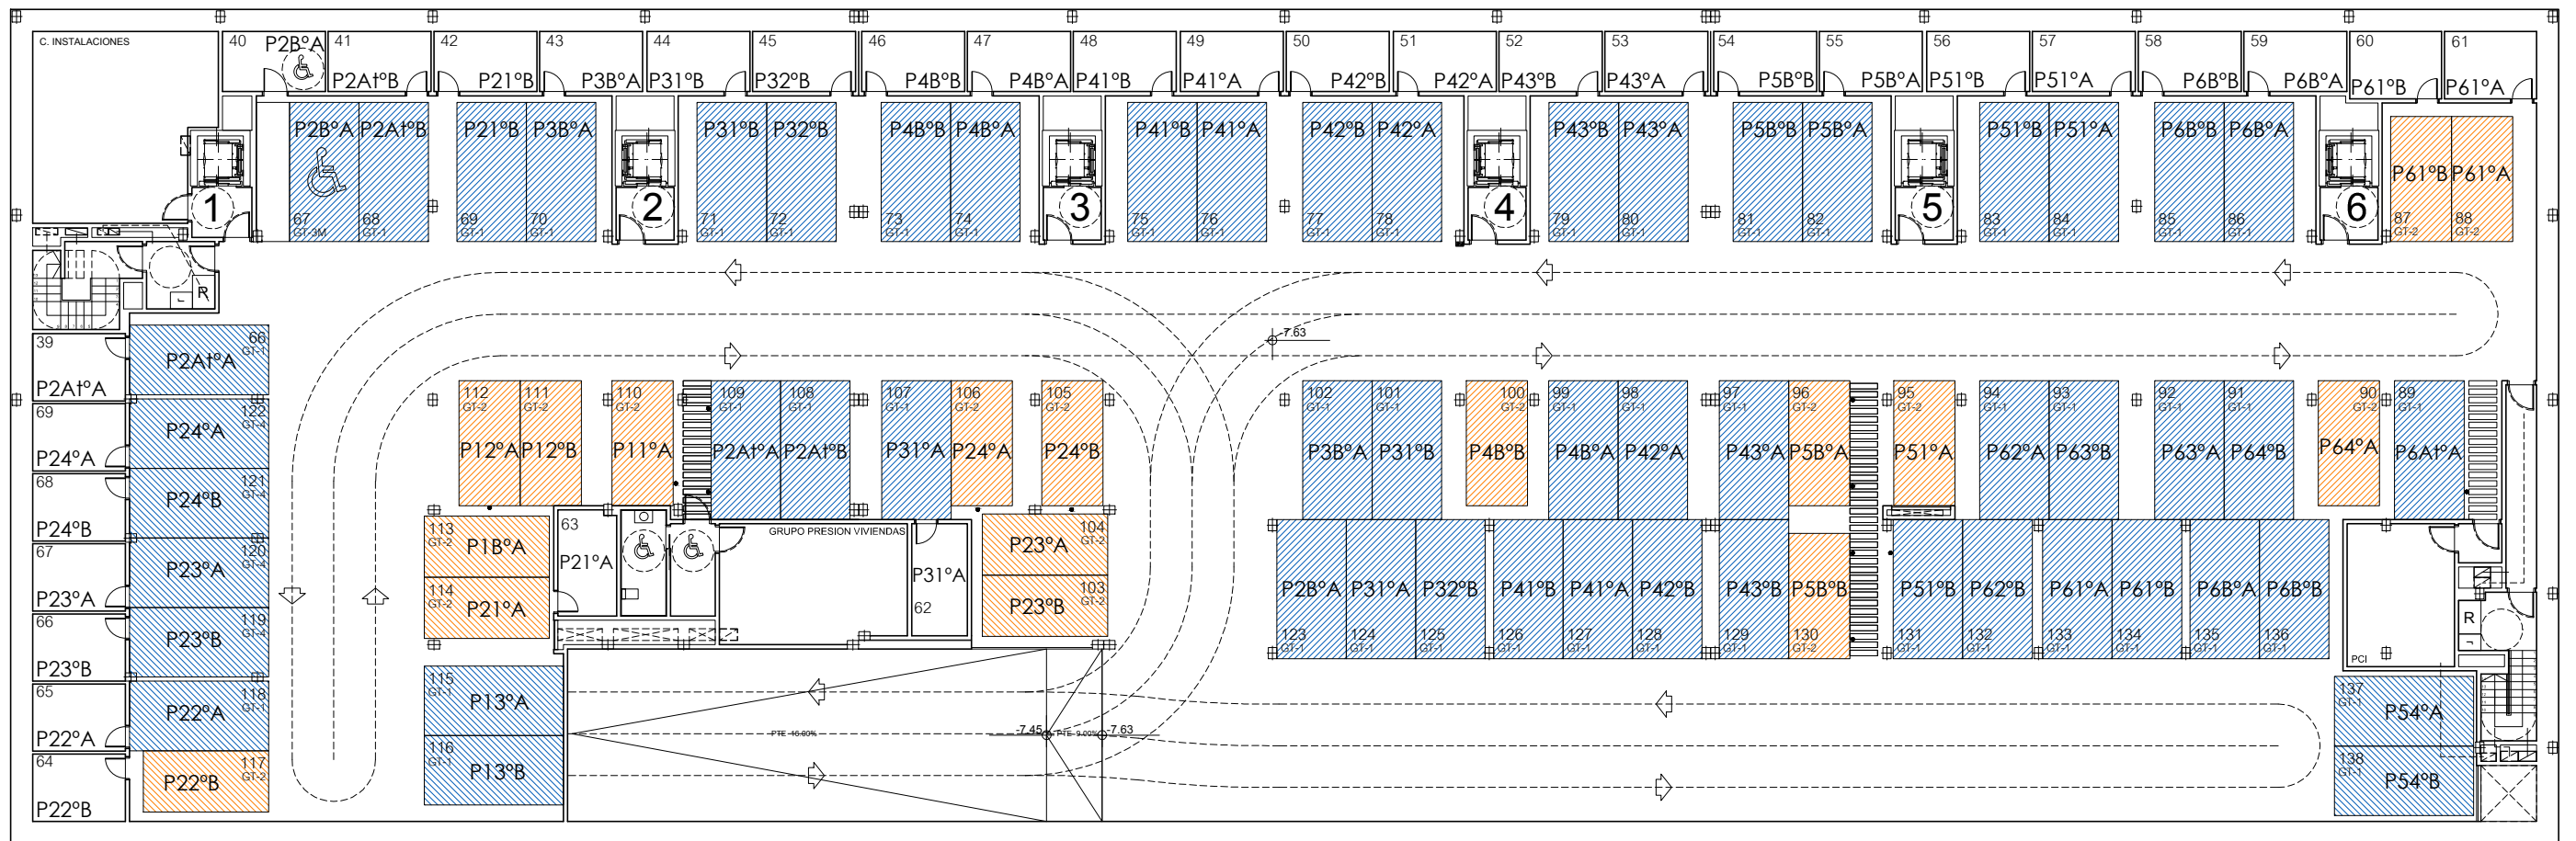 C. INSTALACIONES
40 P2BºA
41 P2AtºB
42 P21ºB
43 P3BºA
44 P31ºB
45 P32ºB
46 P4BºB
47 P4BºA
48 P41ºB
49 P41ºA
50 P42ºB
51 P42ºA
52 P43ºB
53 P43ºA
54 P5BºB
55 P5BºA
56 P51ºB
57 P51ºA
58 P6BºB
59 P6BºA
60 P61ºB
61 P61ºA
P2BºA 67 GT-3M
P2AtºB 68 GT-1
P21ºB 69 GT-1
P3BºA 70 GT-1
P31ºB 71 GT-1
P32ºB 72 GT-1
P4BºB 73 GT-1
P4BºA 74 GT-1
P41ºB 75 GT-1
P41ºA 76 GT-1
P42ºB 77 GT-1
P42ºA 78 GT-1
P43ºB 79 GT-1
P43ºA 80 GT-1
P5BºB 81 GT-1
P5BºA 82 GT-1
P51ºB 83 GT-1
P51ºA 84 GT-1
P6BºB 85 GT-1
P6BºA 86 GT-1
P61ºB 87 GT-2
P61ºA 88 GT-2
1
2
3
4
5
6
R
-7.63
39 P2AtºA
69 P24ºA
68 P24ºB
67 P23ºA
66 P23ºB
65 P22ºA
64 P22ºB
66 GT-1 P2AtºA
122 GT-4 P24ºA
121 GT-4 P24ºB
120 GT-4 P23ºA
119 GT-4 P23ºB
118 GT-1 P22ºA
117 GT-2 P22ºB
112 GT-2 P12ºA
111 GT-2 P12ºB
110 GT-2 P11ºA
109 GT-1 P2AtºA
108 GT-1 P2AtºB
107 GT-1 P31ºA
106 GT-2 P24ºA
105 GT-2 P24ºB
102 GT-1 P3BºA
101 GT-1 P31ºB
100 GT-2 P4BºB
99 GT-1 P4BºA
98 GT-1 P42ºA
97 GT-1 P43ºA
96 GT-2 P5BºA
95 GT-2 P51ºA
94 GT-1 P62ºA
93 GT-1 P63ºB
92 GT-1 P63ºA
91 GT-1 P64ºB
90 GT-2 P64ºA
89 GT-1 P6AtºA
113 GT-2 P1BºA
114 GT-2 P21ºA
63 P21ºA
GRUPO PRESION VIVIENDAS
P31ºA 62
104 GT-2 P23ºA
103 GT-2 P23ºB
P2BºA 123 GT-1
P31ºA 124 GT-1
P32ºB 125 GT-1
P41ºB 126 GT-1
P41ºA 127 GT-1
P42ºB 128 GT-1
P43ºB 129 GT-1
P5BºB 130 GT-2
P51ºB 131 GT-1
P62ºB 132 GT-1
P61ºA 133 GT-1
P61ºB 134 GT-1
P6BºA 135 GT-1
P6BºB 136 GT-1
PCI
R
115 GT-1 P13ºA
116 GT-1 P13ºB
PTE -16.00%
-7.45
PTE -9.00%
-7.63
137 GT-1 P54ºA
138 GT-1 P54ºB